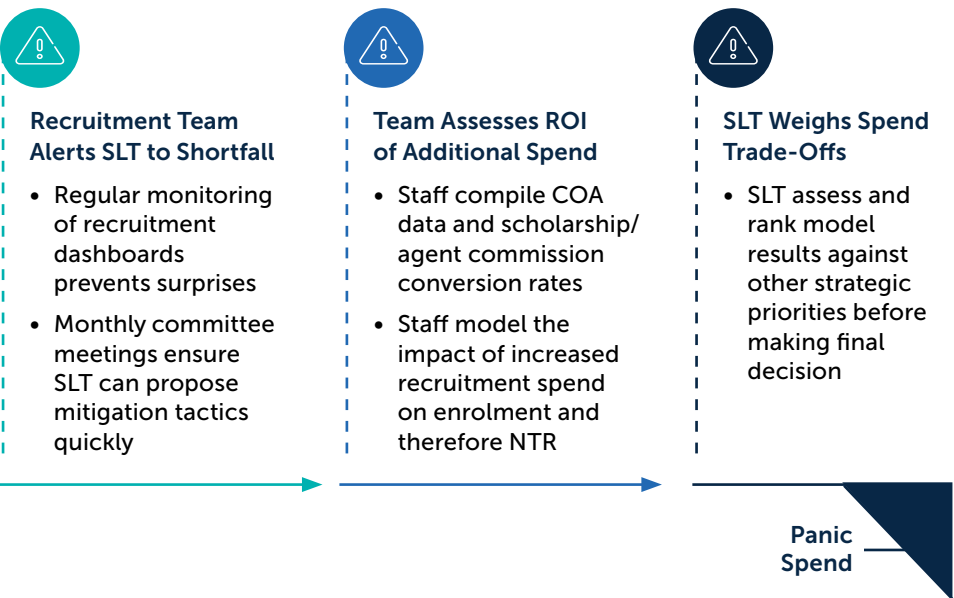 Recruitment Team
Alerts SLT to Shortfall
• Regular monitoring
of recruitment
dashboards
prevents surprises
• Monthly committee
meetings ensure
SLT can propose
mitigation tactics
quickly
Team Assesses ROI
of Additional Spend
• Staff compile COA
data and scholarship/
agent commission
conversion rates
• Staff model the
impact of increased
recruitment spend
on enrolment and
therefore NTR
SLT Weighs Spend
Trade-Offs
• SLT assess and
rank model
results against
other strategic
priorities before
making final
decision
Panic
Spend